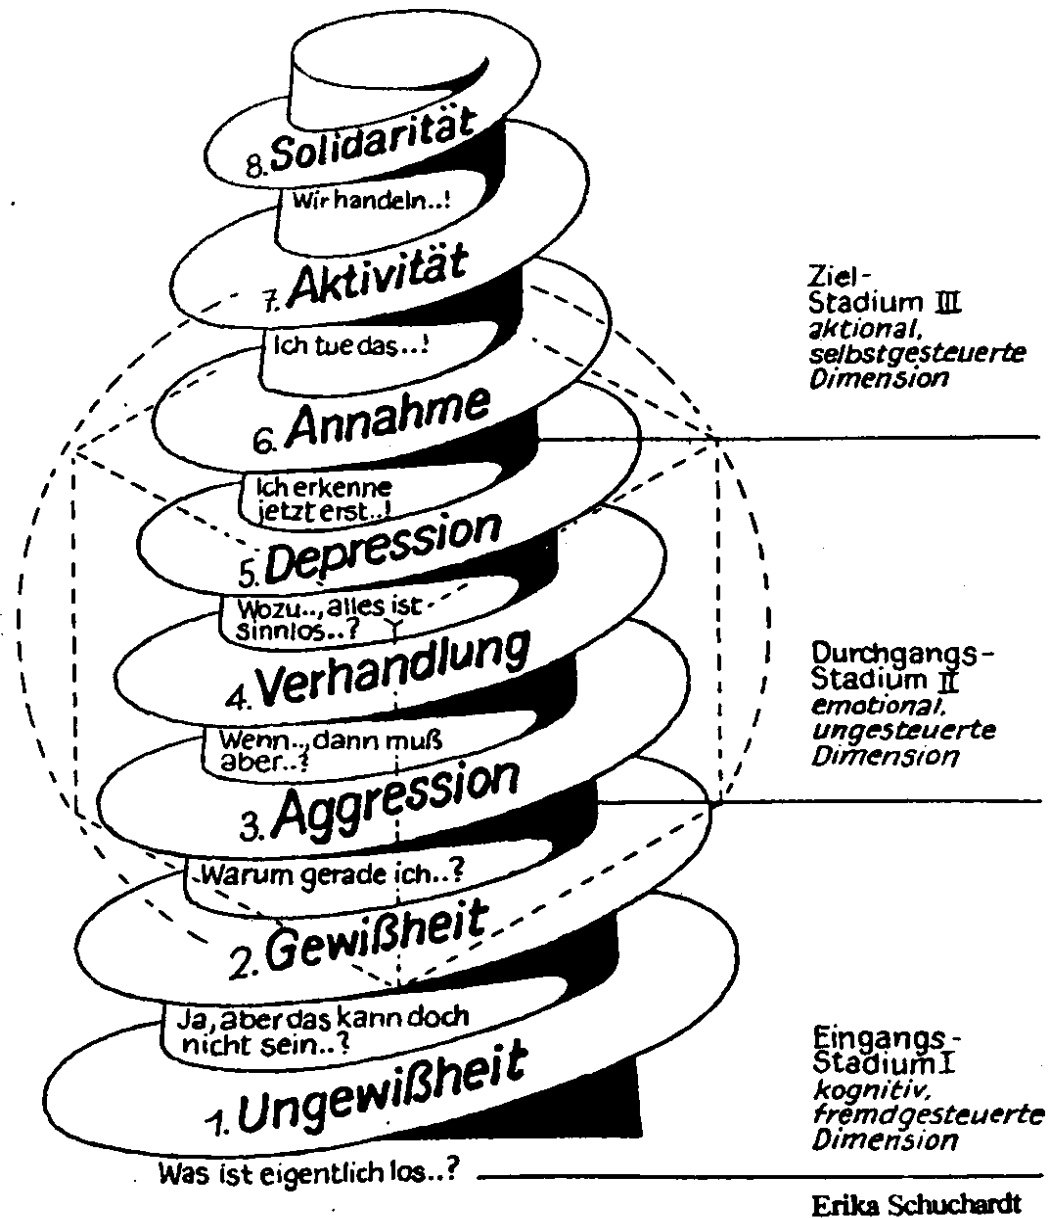 8. Solidarität
Wir handeln..!
7. Aktivität
Ich tue das..!
6. Annahme
Ich erkenne
jetzt erst..!
5. Depression
Wozu.., alles ist
sinnlos..?
4. Verhandlung
Wenn.., dann muß
aber..?
3. Aggression
Warum gerade ich..?
2. Gewißheit
Ja, aber das kann doch
nicht sein..?
1. Ungewißheit
Was ist eigentlich los..?
Ziel-
Stadium III
aktional,
selbstgesteuerte
Dimension
Durchgangs-
Stadium II
emotional,
ungesteuerte
Dimension
Eingangs-
Stadium I
kognitiv,
fremdgesteuerte
Dimension
Erika Schuchardt